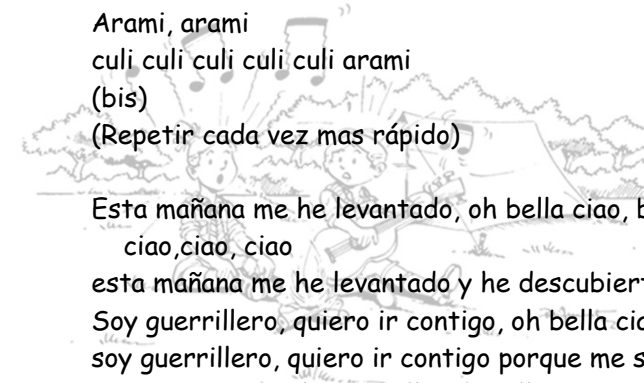 Arami, arami
culi culi culi culi culi arami
(bis)
(Repetir cada vez mas rápido)
Esta mañana me he levantado, oh bella ciao,
ciao,ciao, ciao
esta mañana me he levantado y he
Soy guerrillero, quiero ir contigo, oh bella
soy guerrillero, quiero ir contigo porque me